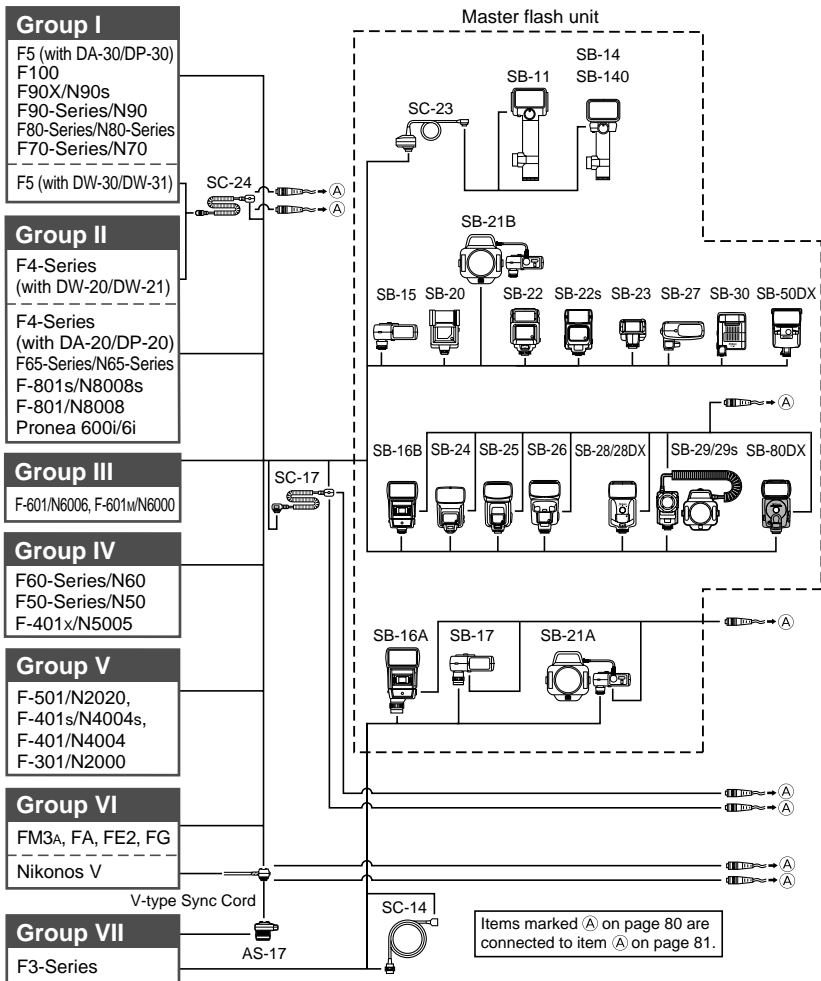 Group I
F5 (with DA-30/DP-30)
F100
F90X/N90s
F90-Series/N90
F80-Series/N80-Series
F70-Series/N70
F5 (with DW-30/DW-31)
SC-24
Ⓐ
Ⓐ
Group II
F4-Series
(with DW-20/DW-21)
F4-Series
(with DA-20/DP-20)
F65-Series/N65-Series
F-801s/N8008s
F-801/N8008
Pronea 600i/6i
Group III
F-601/N6006, F-601M/N6000
Group IV
F60-Series/N60
F50-Series/N50
F-401x/N5005
Group V
F-501/N2020,
F-401s/N4004s,
F-401/N4004
F-301/N2000
Group VI
FM3A, FA, FE2, FG
Nikonos V
V-type Sync Cord
Group VII
F3-Series
AS-17
Master flash unit
SC-23
SB-11
SB-14
SB-140
SB-21B
SB-15 SB-20 SB-22 SB-22s SB-23 SB-27 SB-30 SB-50DX
Ⓐ
SC-17
SB-16B SB-24 SB-25 SB-26 SB-28/28DX SB-29/29s SB-80DX
Ⓐ
SB-16A SB-17 SB-21A
Ⓐ
Ⓐ
Ⓐ
Ⓐ
SC-14
Items marked Ⓐ on page 80 are
connected to item Ⓐ on page 81.